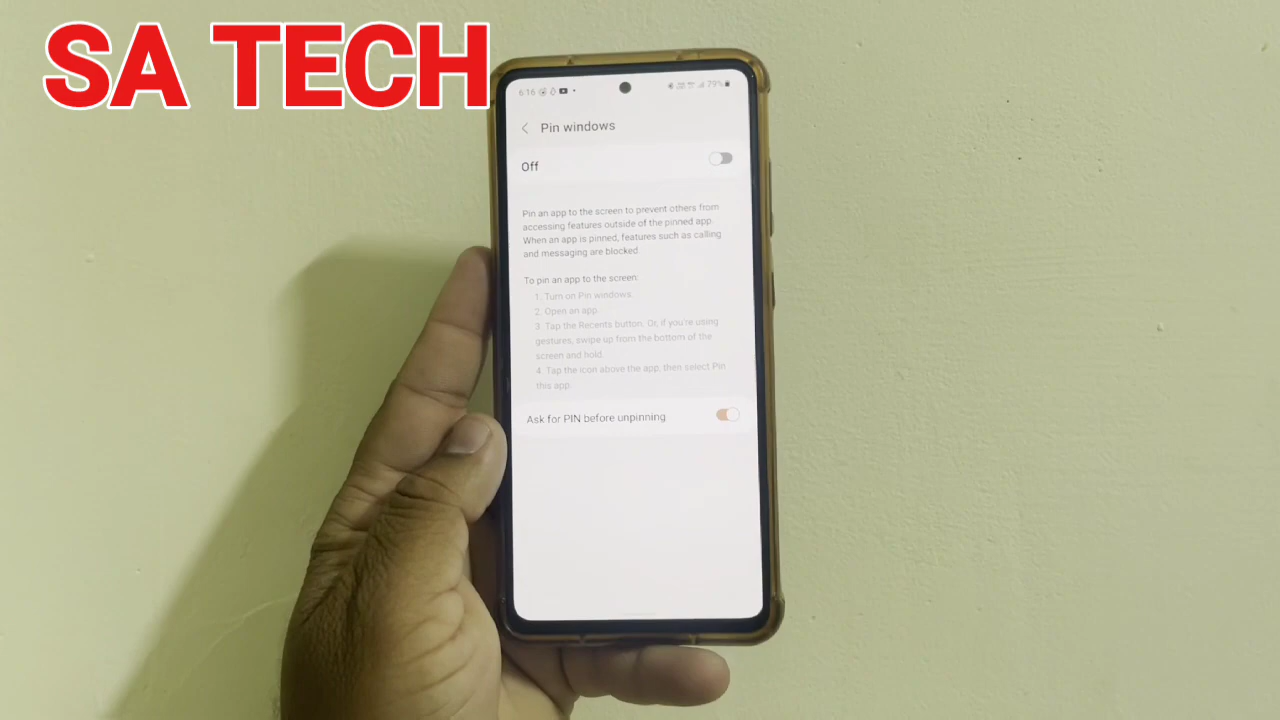 SA TECH
6:16
79%
Pin windows
Off
Pin an app to the screen to prevent others from
accessing features outside of the pinned app.
When an app is pinned, features such as calling
and messaging are blocked.
To pin an app to the screen:
1. Turn on Pin windows.
2. Open an app.
3. Tap the Recents button. Or, if you're using
gestures, swipe up from the bottom of the
screen and hold.
4. Tap the icon above the app, then select Pin
this app.
Ask for PIN before unpinning